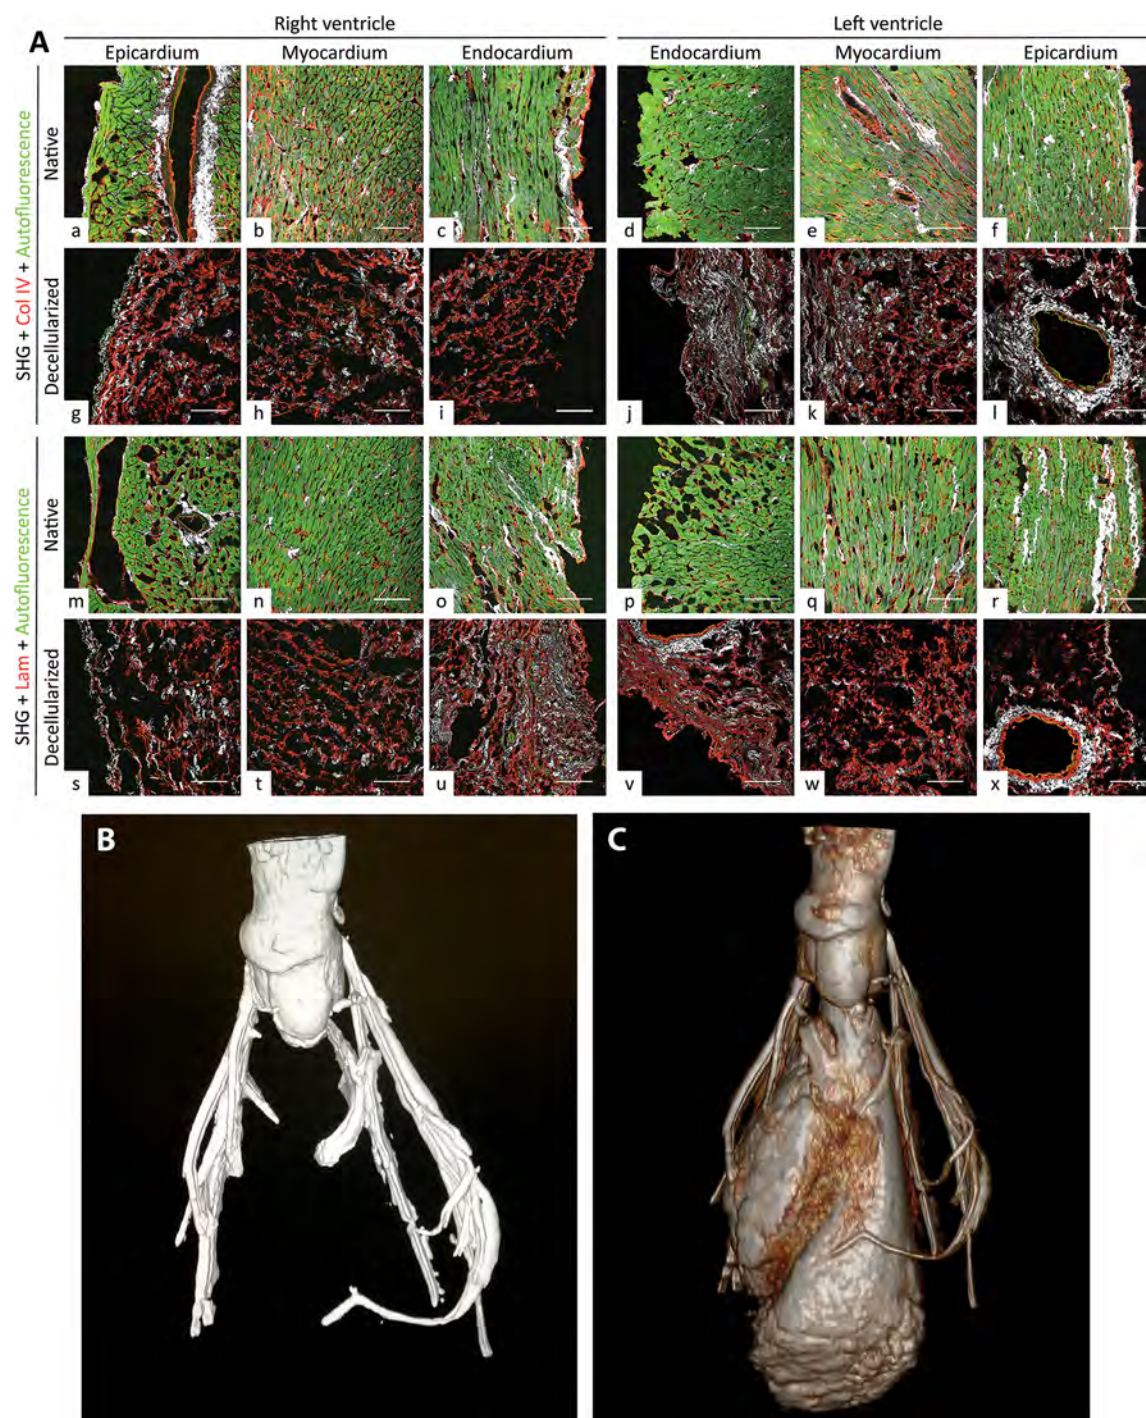 A
Right ventricle
Left ventricle
Epicardium
Myocardium
Endocardium
Endocardium
Myocardium
Epicardium
SHG + Col IV + Autofluorescence
Native
a
b
c
d
e
f
Decellularized
g
h
i
j
k
l
SHG + Lam + Autofluorescence
Native
m
n
o
p
q
r
Decellularized
s
t
u
v
w
x
B
C